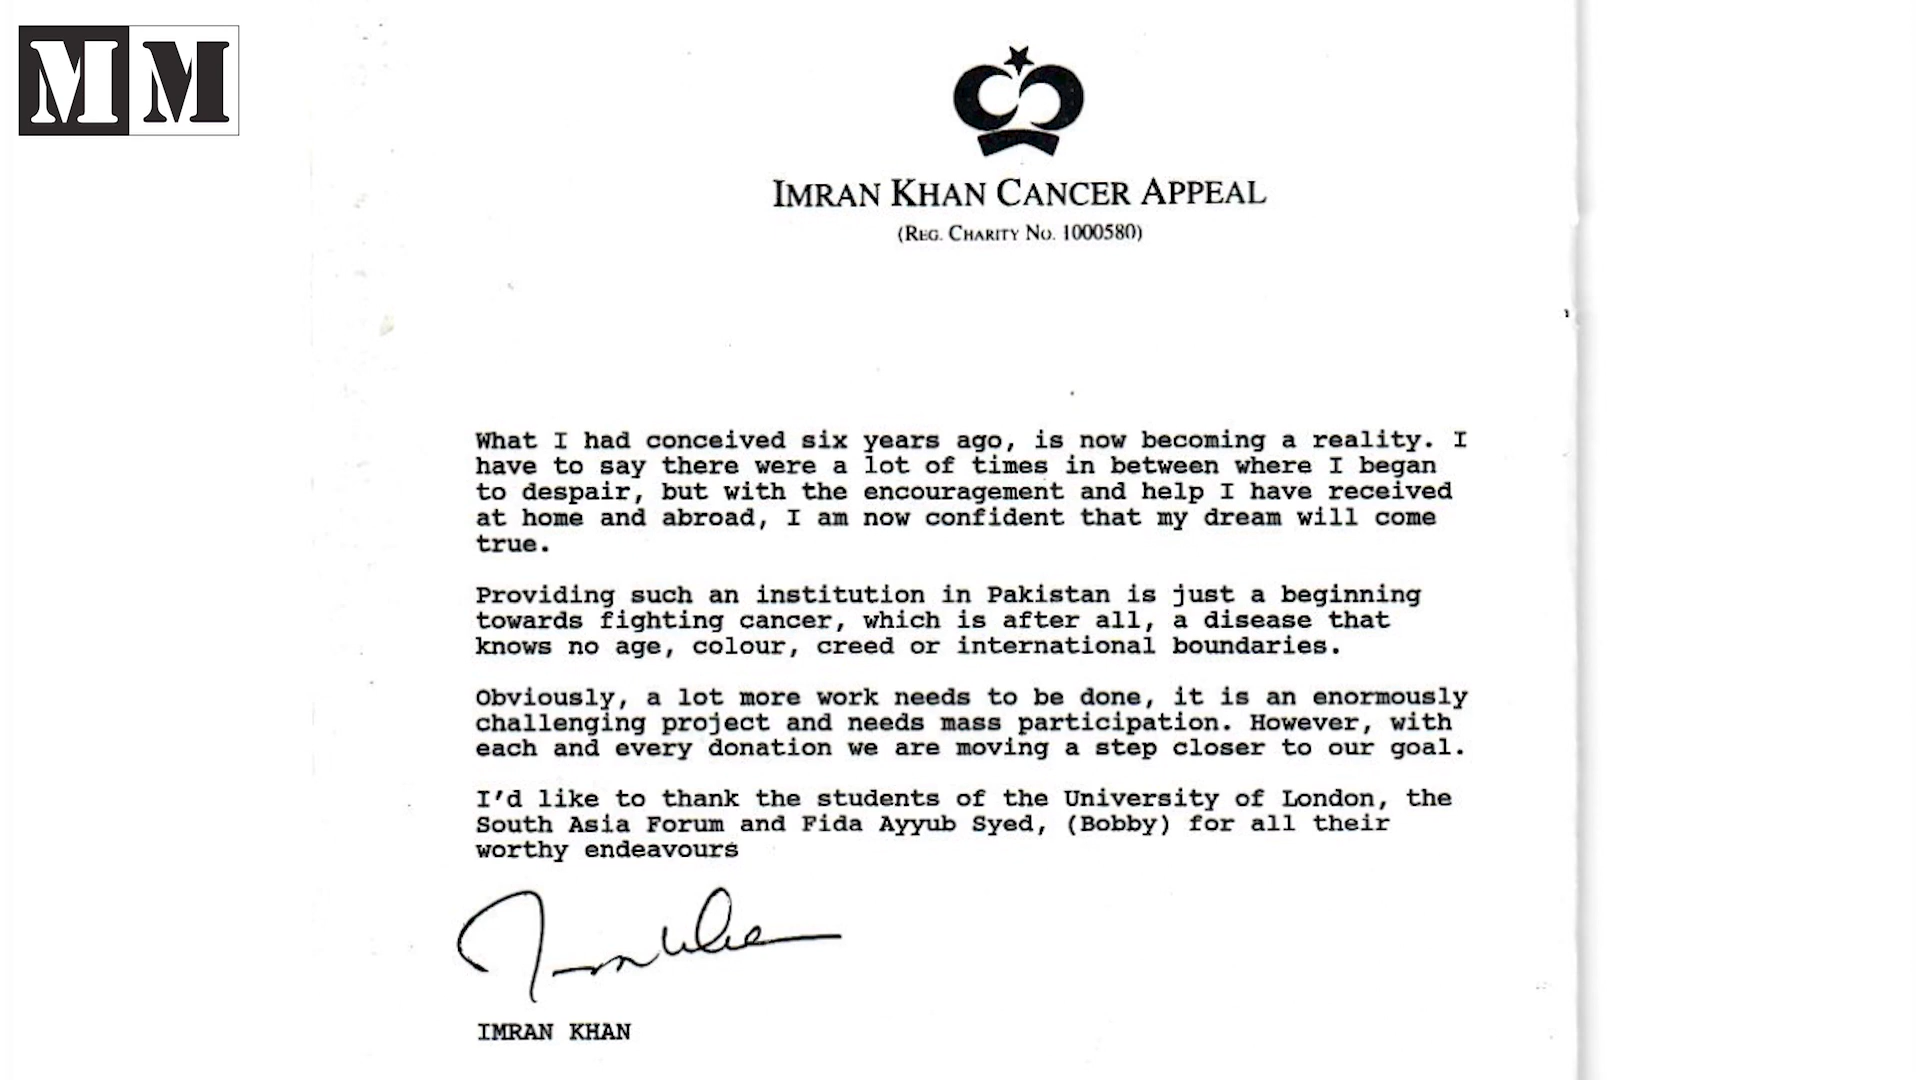 MM
IMRAN KHAN CANCER APPEAL
(REG. CHARITY NO. 1000580)
What I had conceived six years ago, is now becoming a reality. I
have to say there were a lot of times in between where I began
to despair, but with the encouragement and help I have received
at home and abroad, I am now confident that my dream will come
true.
Providing such an institution in Pakistan is just a beginning
towards fighting cancer, which is after all, a disease that
knows no age, colour, creed or international boundaries.
Obviously, a lot more work needs to be done, it is an enormously
challenging project and needs mass participation. However, with
each and every donation we are moving a step closer to our goal.
I'd like to thank the students of the University of London, the
South Asia Forum and Fida Ayyub Syed, (Bobby) for all their
worthy endeavours
IMRAN KHAN